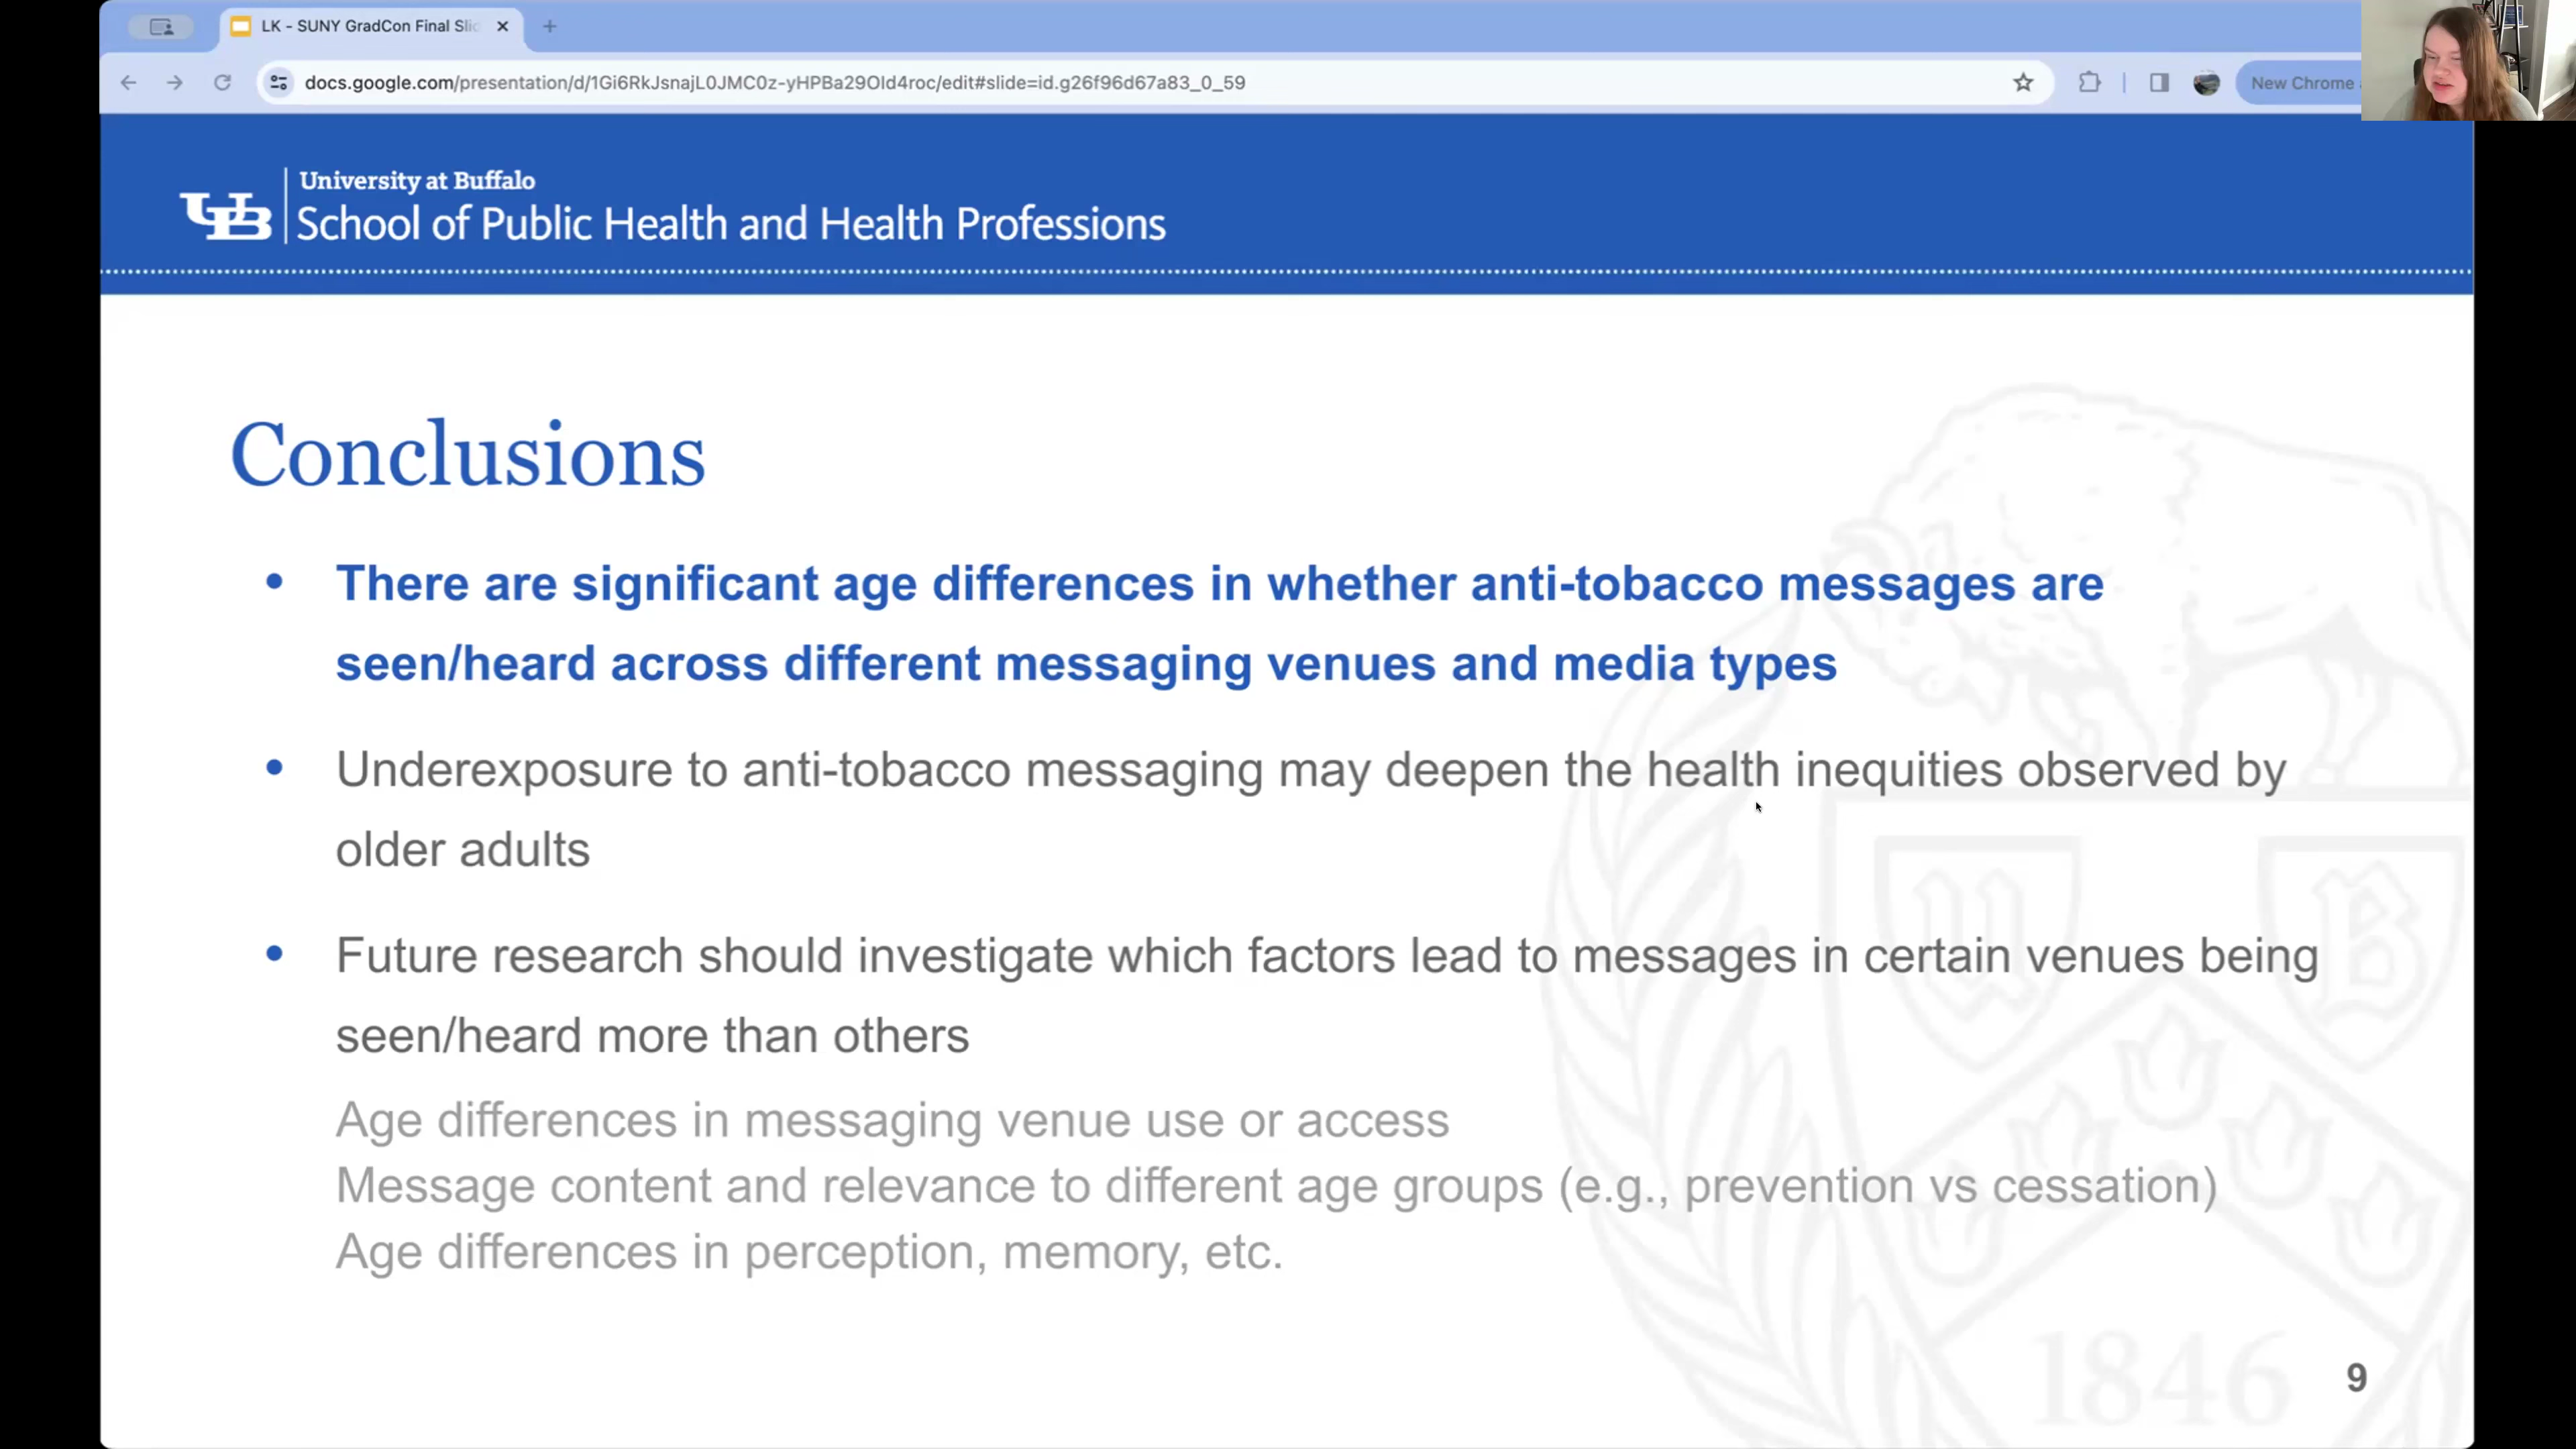 LK - SUNY GradCon Final Slic
docs.google.com/presentation/d/1Gi6RkJsnajL0JMC0z-yHPBa29Old4roc/edit#slide=id.g26f96d67a83_0_59
New Chrome
UB
University at Buffalo
School of Public Health and Health Professions
Conclusions
• There are significant age differences in whether anti-tobacco messages are
seen/heard across different messaging venues and media types
• Underexposure to anti-tobacco messaging may deepen the health inequities observed by
older adults
• Future research should investigate which factors lead to messages in certain venues being
seen/heard more than others
Age differences in messaging venue use or access
Message content and relevance to different age groups (e.g., prevention vs cessation)
Age differences in perception, memory, etc.
U B
1846
9